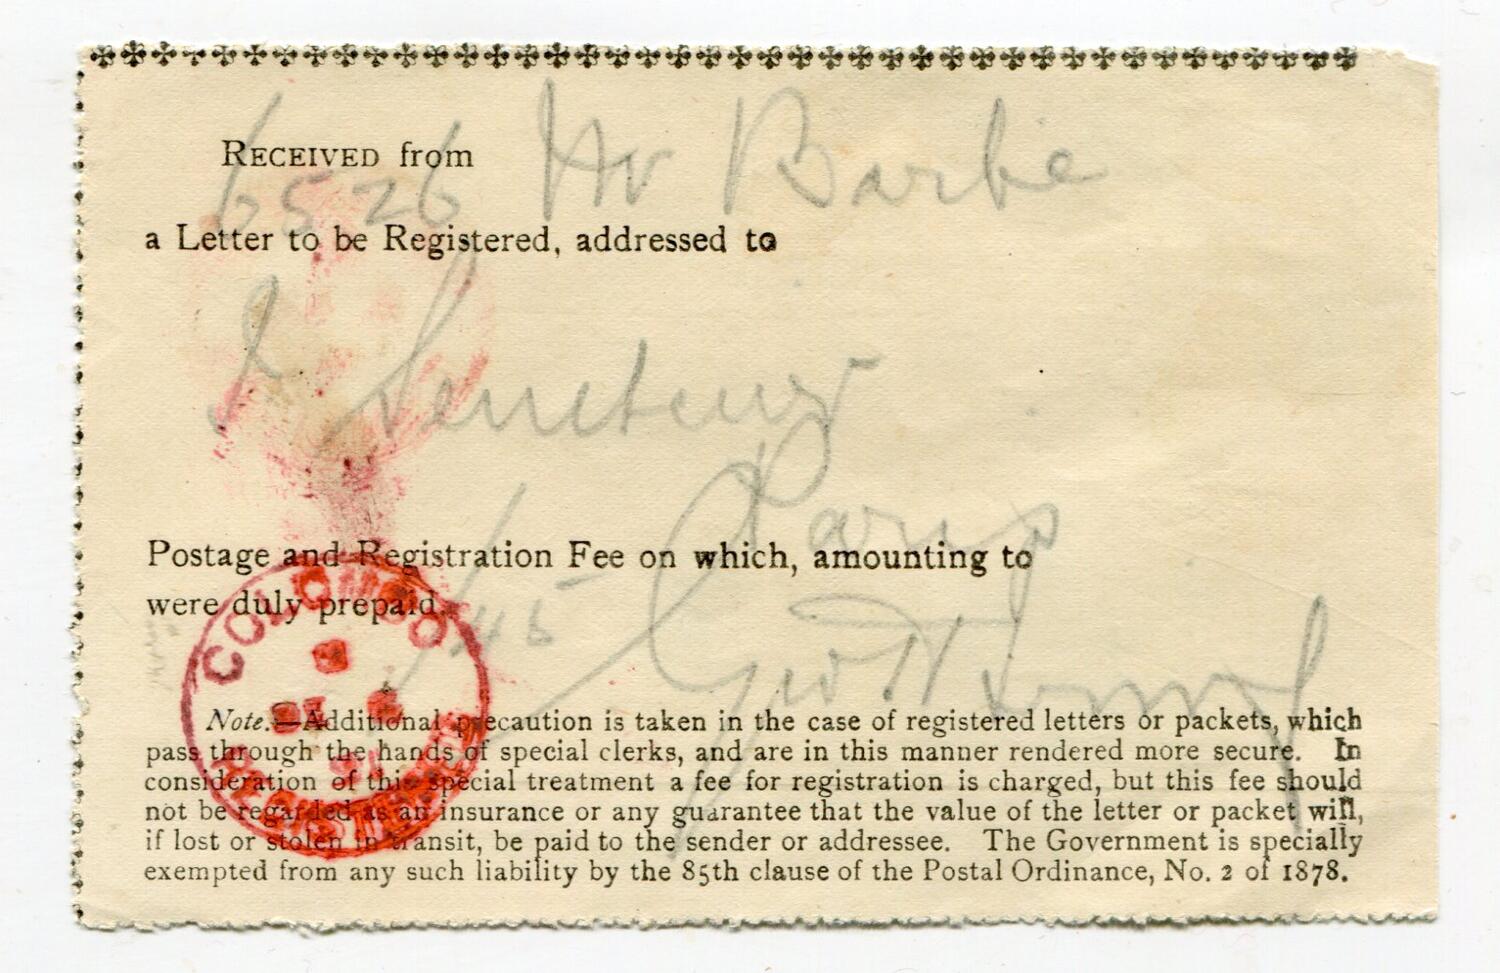 RECEIVED from Mr Barbe
6526
a Letter to be Registered, addressed to
Paris
Postage and Registration Fee on which, amounting to
/45
were duly prepaid.
COLOMBO
Note.—Additional precaution is taken in the case of registered letters or packets, which
pass through the hands of special clerks, and are in this manner rendered more secure. In
consideration of this special treatment a fee for registration is charged, but this fee should
not be regarded as an insurance or any guarantee that the value of the letter or packet will,
if lost or stolen in transit, be paid to the sender or addressee. The Government is specially
exempted from any such liability by the 85th clause of the Postal Ordinance, No. 2 of 1878.